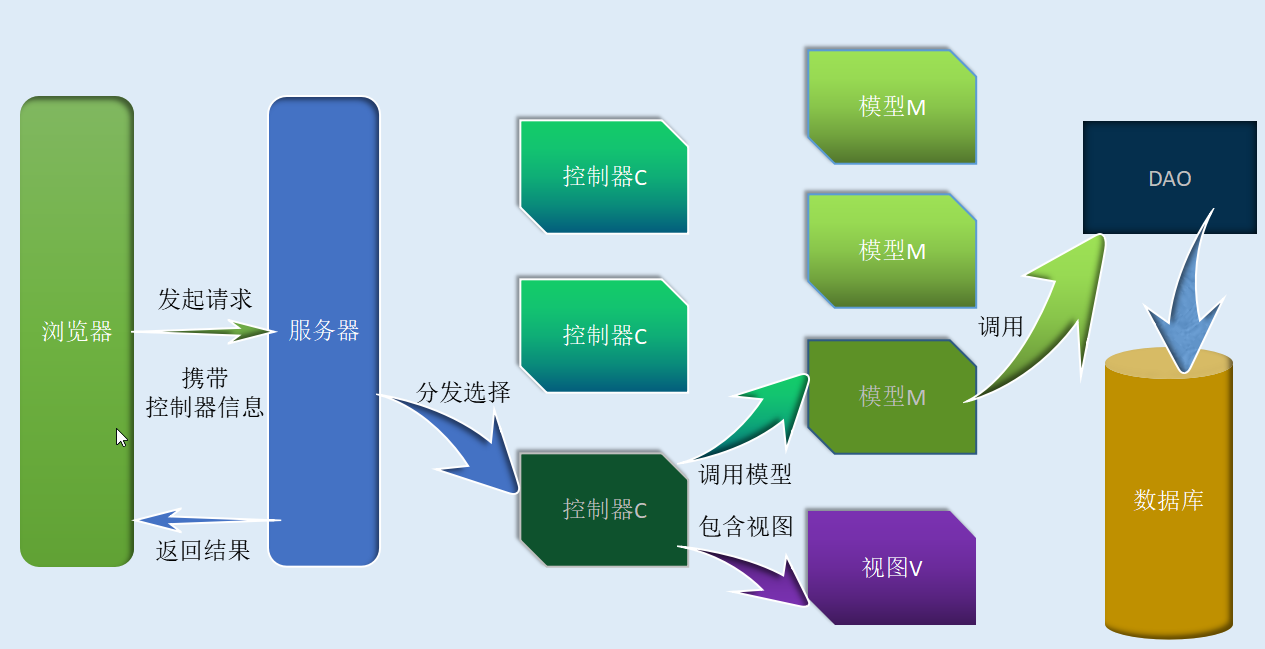 浏览器
发起请求
携带
控制器信息
返回结果
服务器
分发选择
控制器C
控制器C
控制器C
调用模型
包含视图
模型M
模型M
模型M
视图V
调用
DAO
数据库